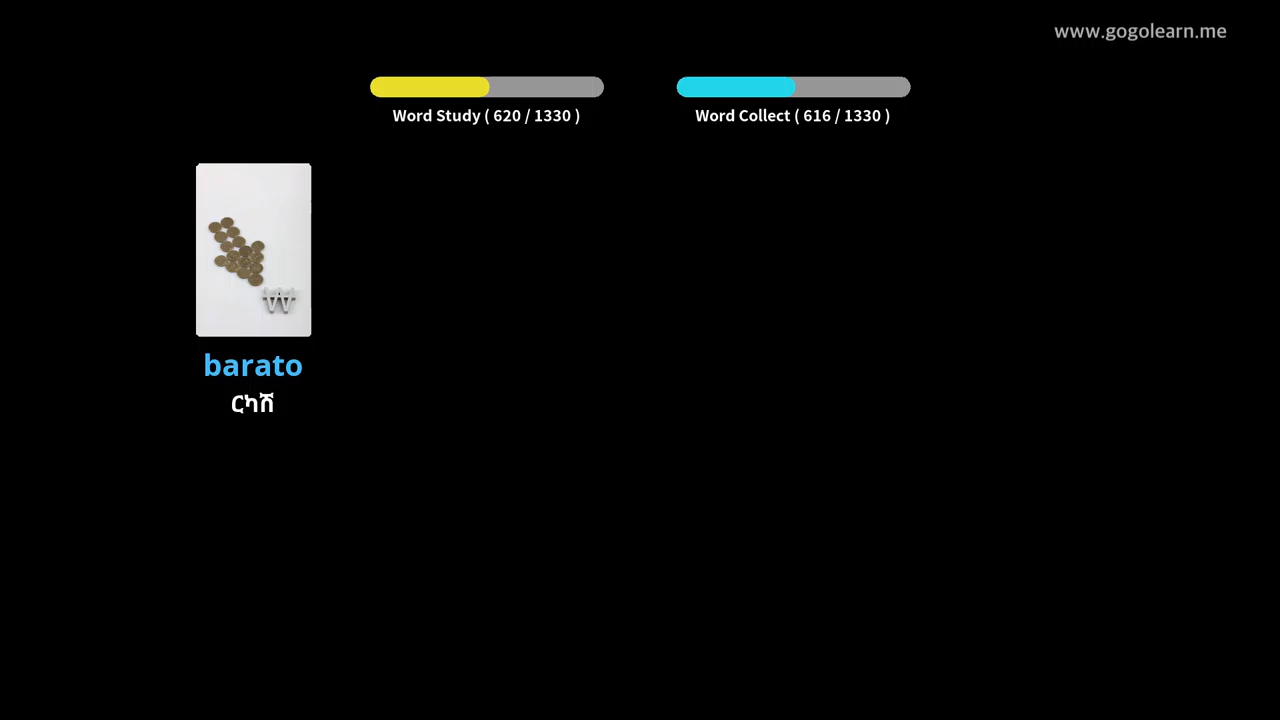 www.gogolearn.me
Word Study ( 620 / 1330 )
Word Collect ( 616 / 1330 )
₩
barato
ርካሽ